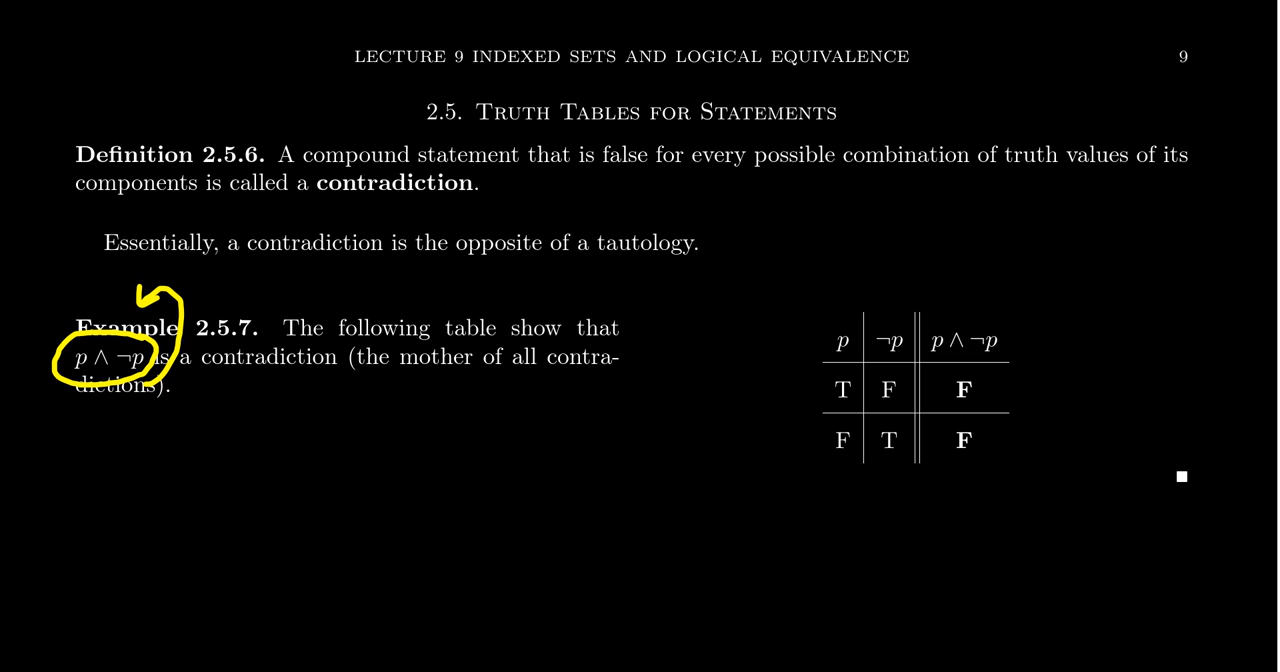 LECTURE 9 INDEXED SETS AND LOGICAL EQUIVALENCE 9
2.5. Truth Tables for Statements
Definition 2.5.6. A compound statement that is false for every possible combination of truth values of its
components is called a contradiction.
Essentially, a contradiction is the opposite of a tautology.
Example 2.5.7. The following table show that
p ∧ ¬p is a contradiction (the mother of all contra-
dictions).
p ¬p p ∧ ¬p
T F F
F T F